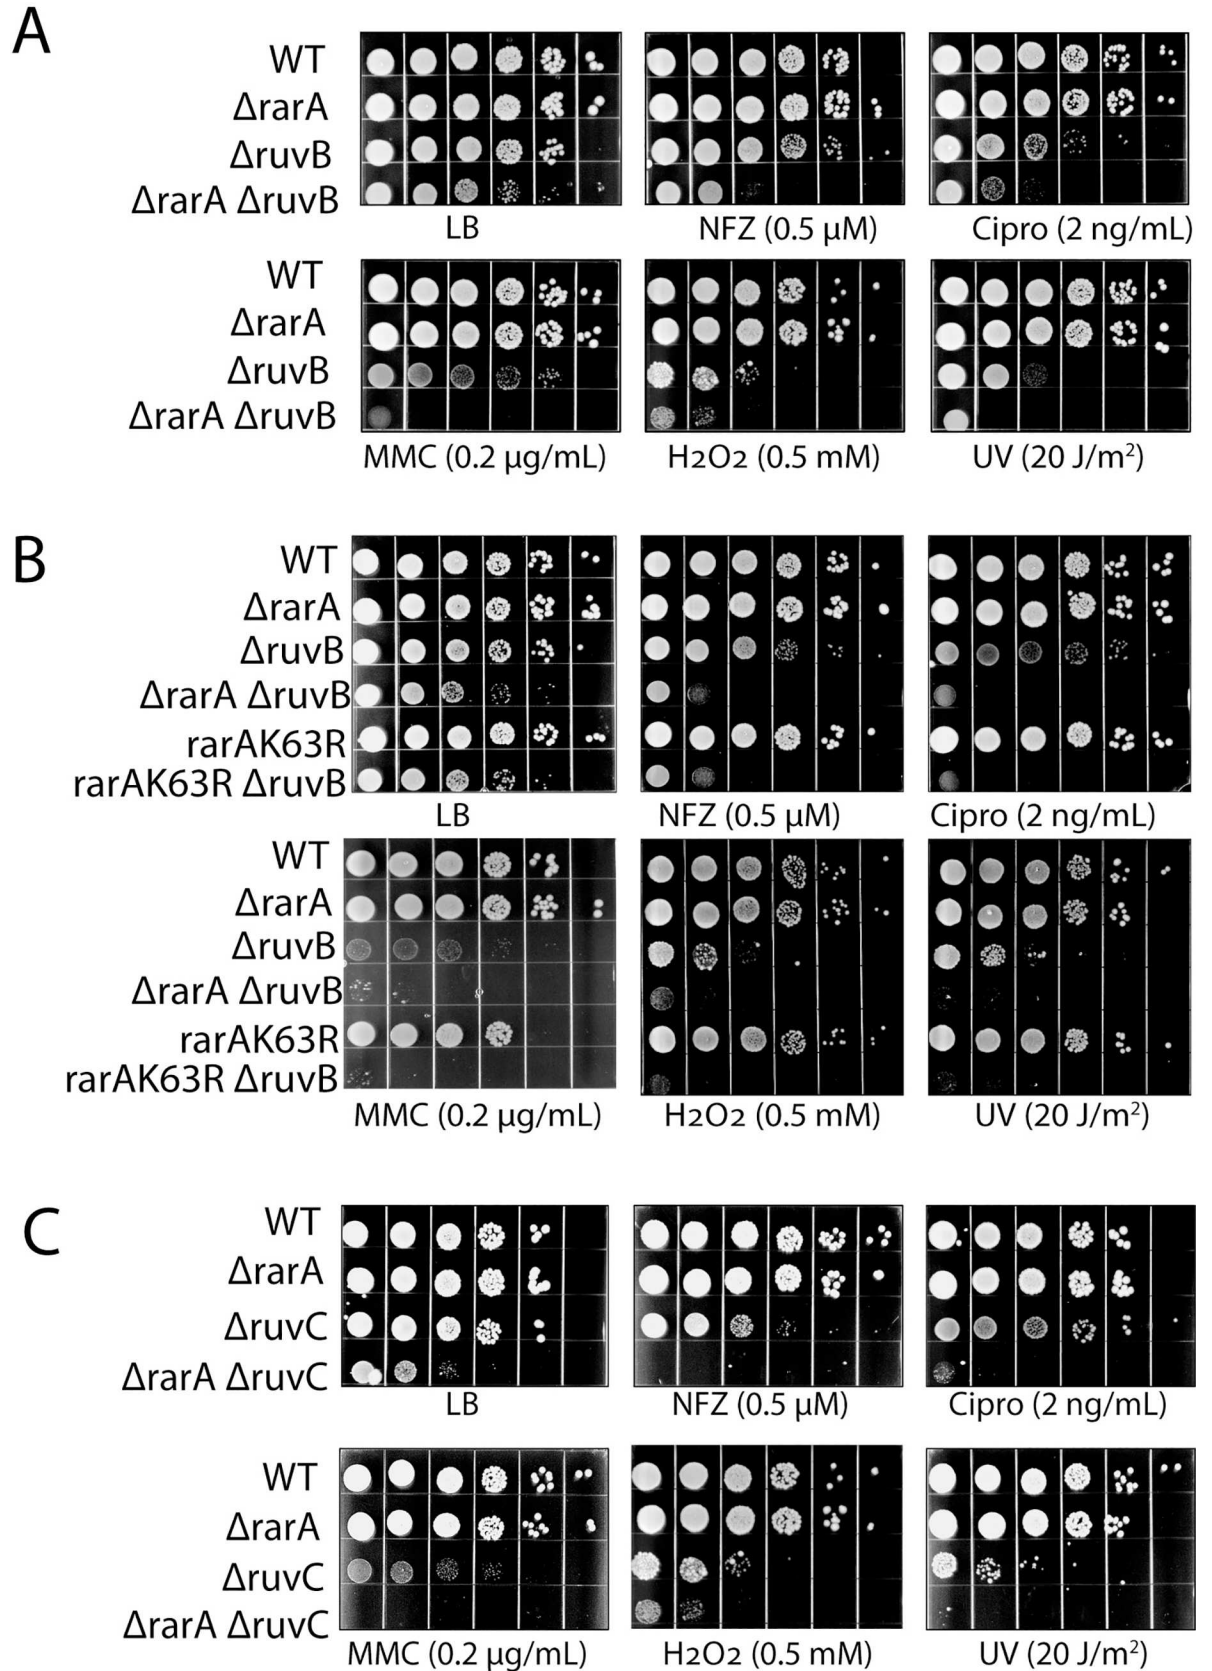 A
WT
ΔrarA
ΔruvB
ΔrarA ΔruvB
LB
NFZ (0.5 µM)
Cipro (2 ng/mL)
WT
ΔrarA
ΔruvB
ΔrarA ΔruvB
MMC (0.2 µg/mL)
H2O2 (0.5 mM)
UV (20 J/m²)
B
WT
ΔrarA
ΔruvB
ΔrarA ΔruvB
rarAK63R
rarAK63R ΔruvB
LB
NFZ (0.5 µM)
Cipro (2 ng/mL)
WT
ΔrarA
ΔruvB
ΔrarA ΔruvB
rarAK63R
rarAK63R ΔruvB
MMC (0.2 µg/mL)
H2O2 (0.5 mM)
UV (20 J/m²)
C
WT
ΔrarA
ΔruvC
ΔrarA ΔruvC
LB
NFZ (0.5 µM)
Cipro (2 ng/mL)
WT
ΔrarA
ΔruvC
ΔrarA ΔruvC
MMC (0.2 µg/mL)
H2O2 (0.5 mM)
UV (20 J/m²)